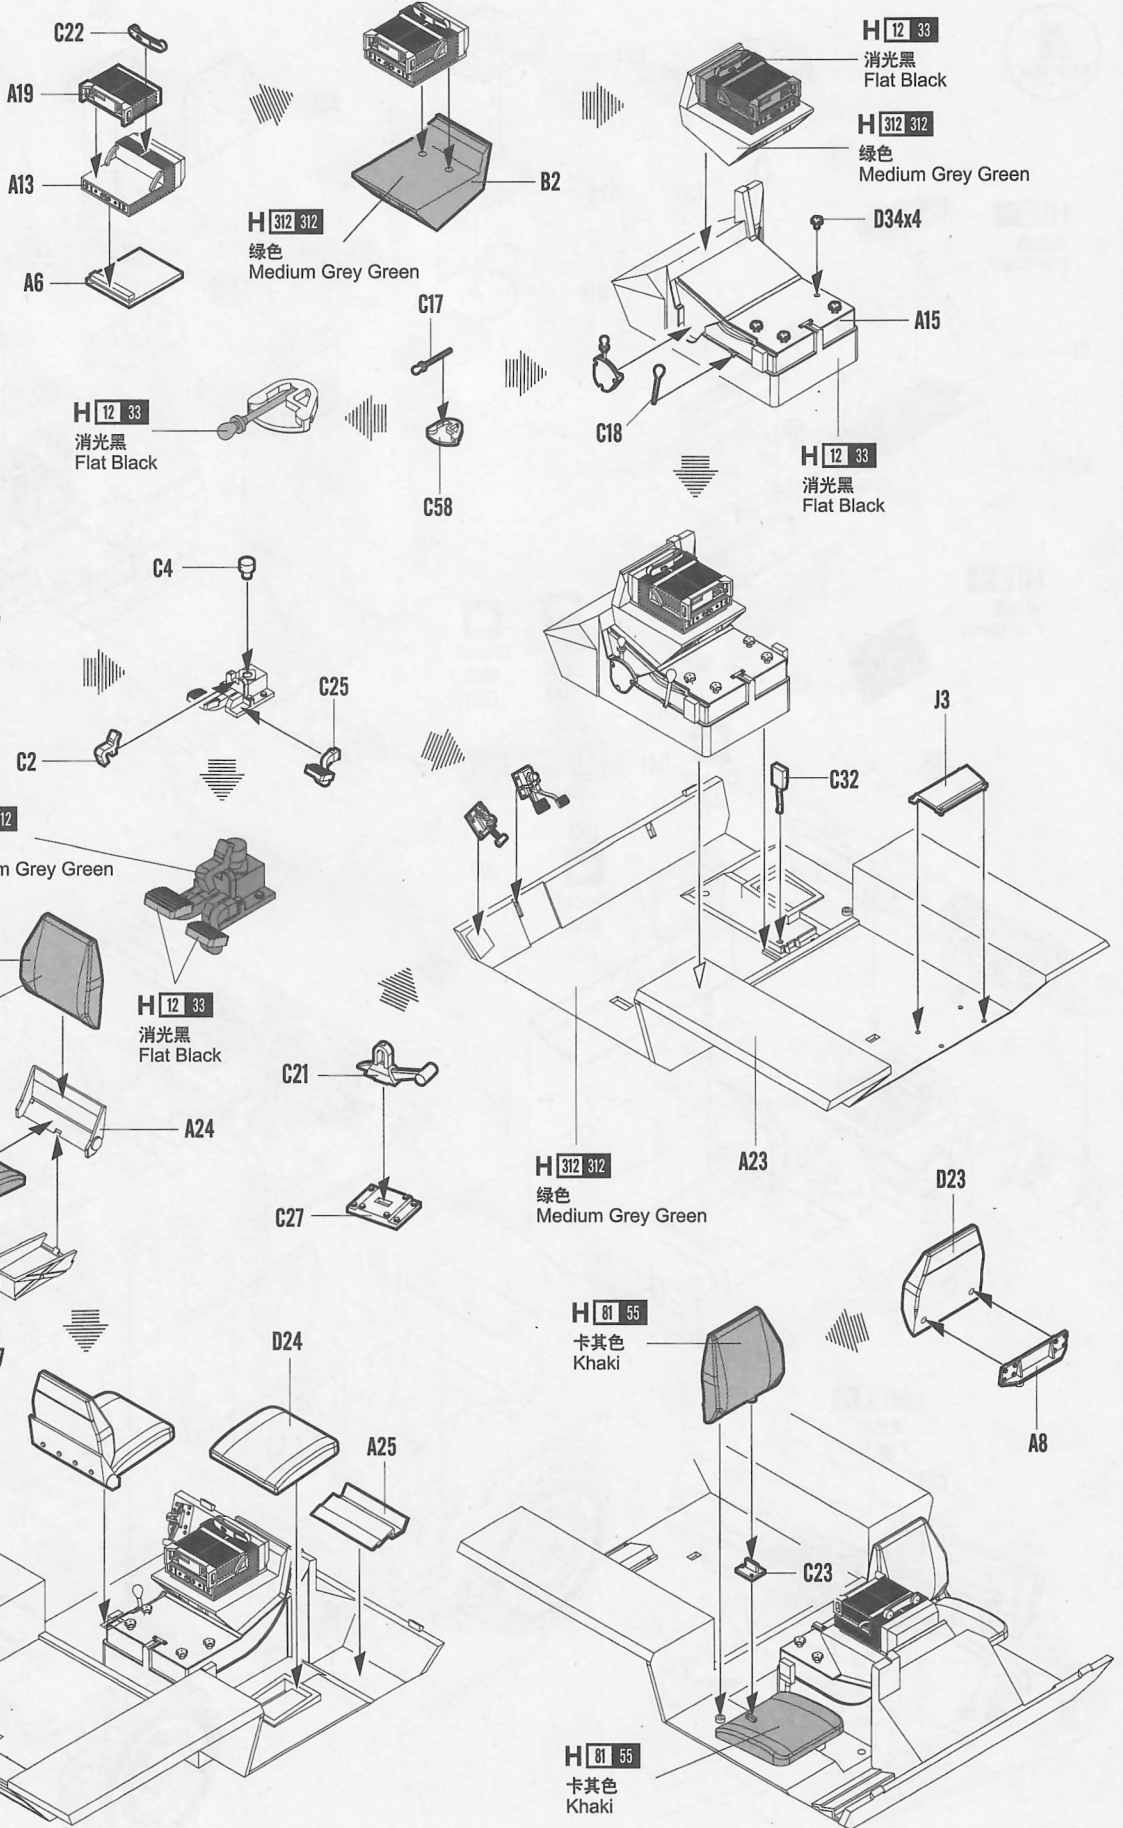 C22
A19
A13
A6
H 312 312
绿色
Medium Grey Green
B2
H 12 33
消光黑
Flat Black
H 312 312
绿色
Medium Grey Green
D34x4
A15
C17
C18
C58
H 12 33
消光黑
Flat Black
H 12 33
消光黑
Flat Black
C4
C25
C2
12
m Grey Green
H 12 33
消光黑
Flat Black
J3
C32
C21
C27
A24
H 312 312
绿色
Medium Grey Green
A23
D23
A8
H 81 55
卡其色
Khaki
7
D24
A25
C23
H 81 55
卡其色
Khaki